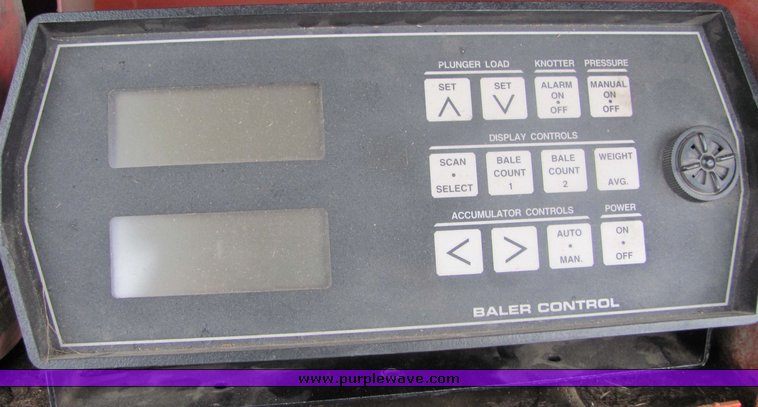 PLUNGER LOAD KNOTTER PRESSURE
SET SET ALARM MANUAL
ON ON
OFF OFF
DISPLAY CONTROLS
SCAN BALE BALE WEIGHT
COUNT COUNT
SELECT 1 2 AVG.
ACCUMULATOR CONTROLS POWER
AUTO ON
MAN. OFF
BALER CONTROL
www.purplewave.com